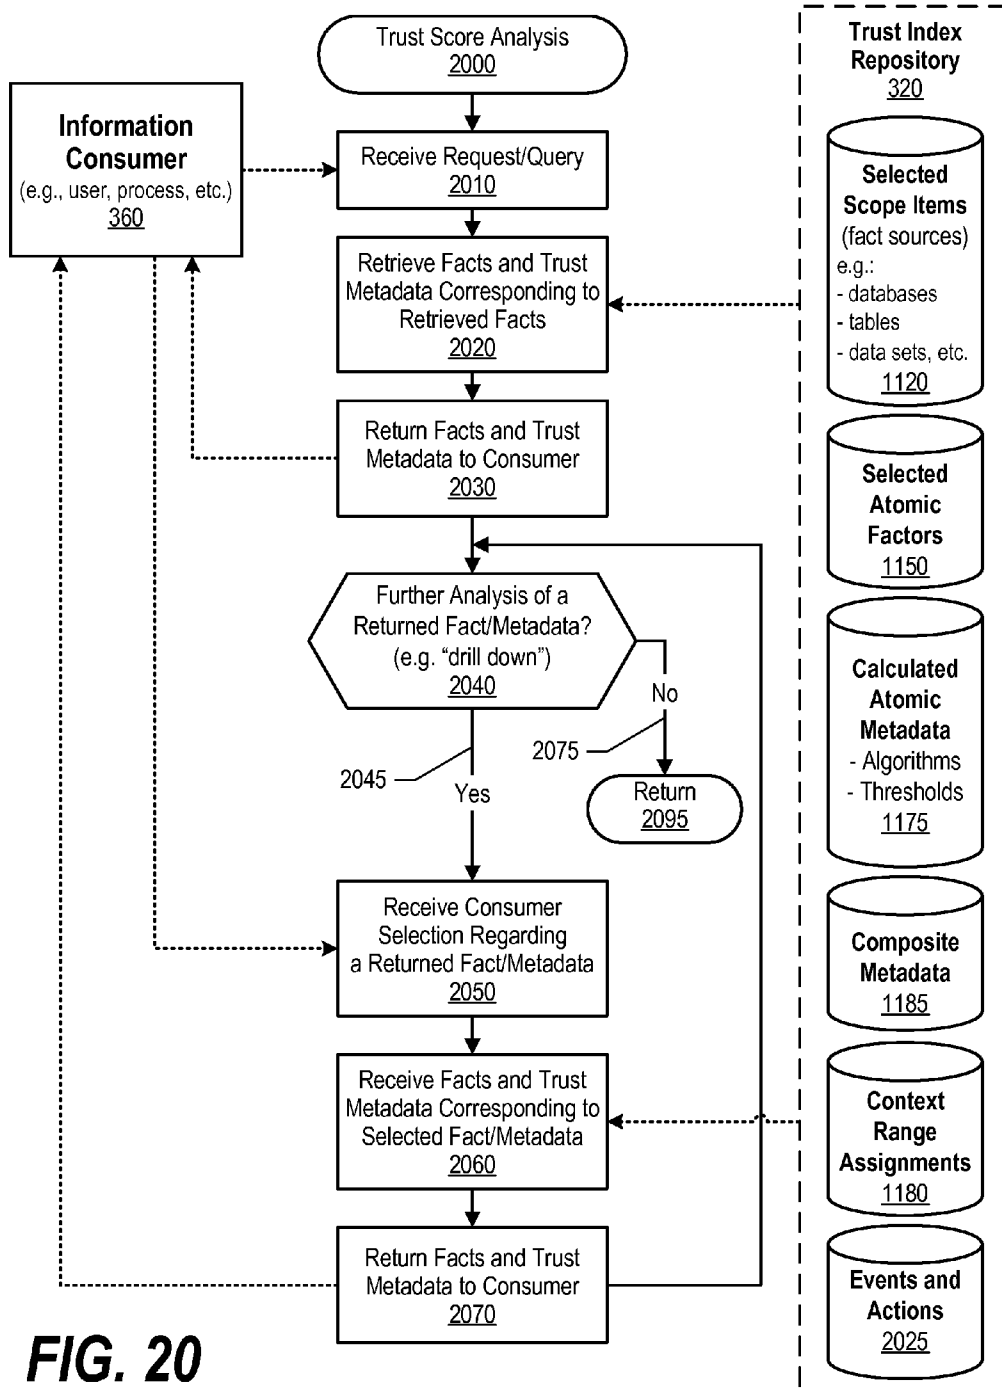 Trust Score Analysis
2000
Information
Consumer
(e.g., user, process, etc.)
360
Receive Request/Query
2010
Retrieve Facts and Trust
Metadata Corresponding to
Retrieved Facts
2020
Return Facts and Trust
Metadata to Consumer
2030
Further Analysis of a
Returned Fact/Metadata?
(e.g. “drill down”)
2040
No
2075
2045
Yes
Return
2095
Receive Consumer
Selection Regarding
a Returned Fact/Metadata
2050
Receive Facts and Trust
Metadata Corresponding to
Selected Fact/Metadata
2060
Return Facts and Trust
Metadata to Consumer
2070
Trust Index
Repository
320
Selected
Scope Items
(fact sources)
e.g.:
- databases
- tables
- data sets, etc.
1120
Selected
Atomic
Factors
1150
Calculated
Atomic
Metadata
- Algorithms
- Thresholds
1175
Composite
Metadata
1185
Context
Range
Assignments
1180
Events and
Actions
2025
FIG. 20